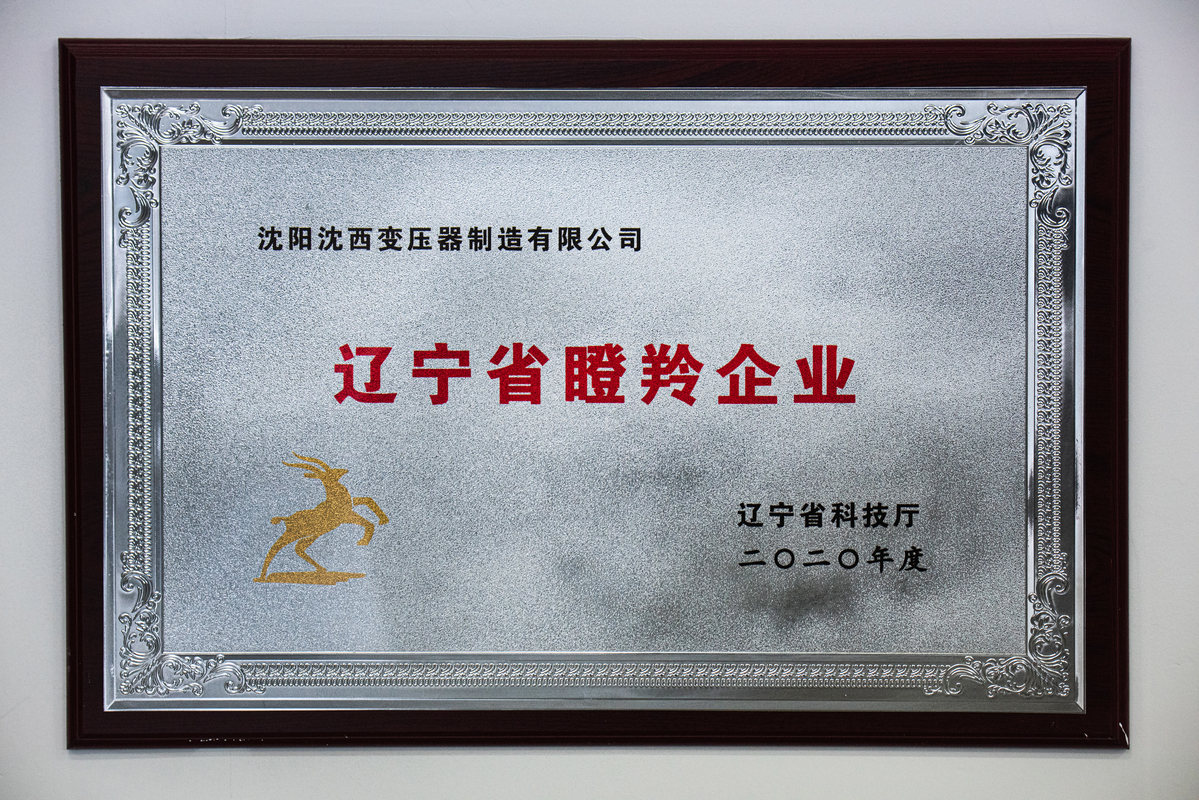 沈阳沈西变压器制造有限公司
辽宁省瞪羚企业
辽宁省科技厅
二〇二〇年度